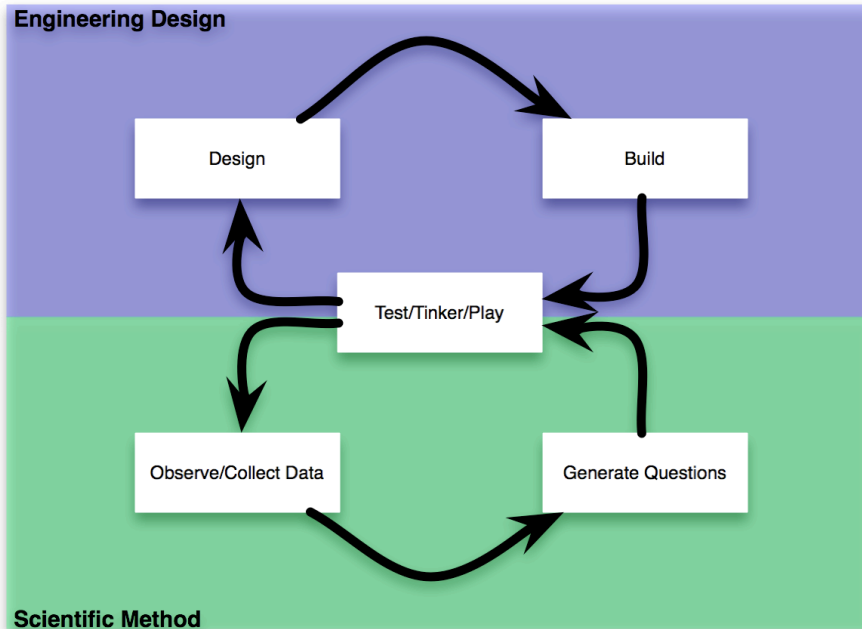 Engineering Design
Design
Build
Test/Tinker/Play
Observe/Collect Data
Generate Questions
Scientific Method